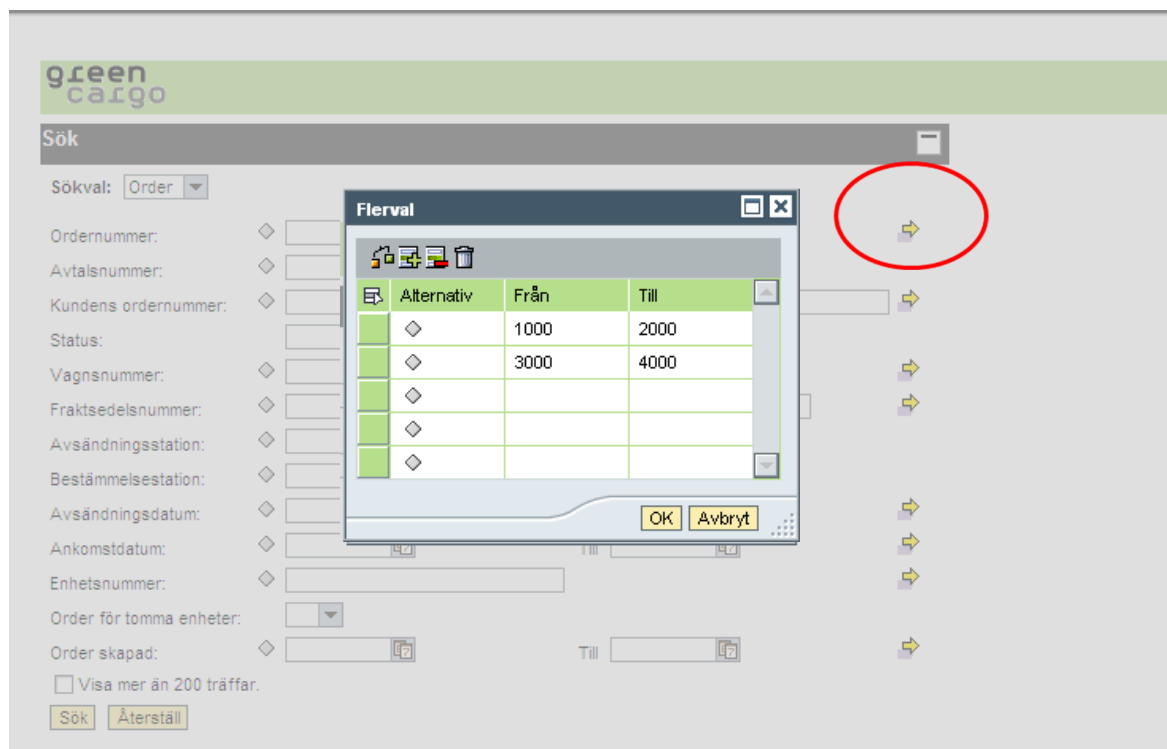 green
cargo
Sök
Sökval: Order
Flerval
Alternativ Från Till
1000 2000
3000 4000
OK Avbryt
Ordernummer:
Avtalsnummer:
Kundens ordernummer:
Status:
Vagnsnummer:
Fraktsedelsnummer:
Avsändningsstation:
Bestämmelsestation:
Avsändningsdatum:
Ankomstdatum: Till
Enhetsnummer:
Order för tomma enheter:
Order skapad: Till
Visa mer än 200 träffar.
Sök Återställ